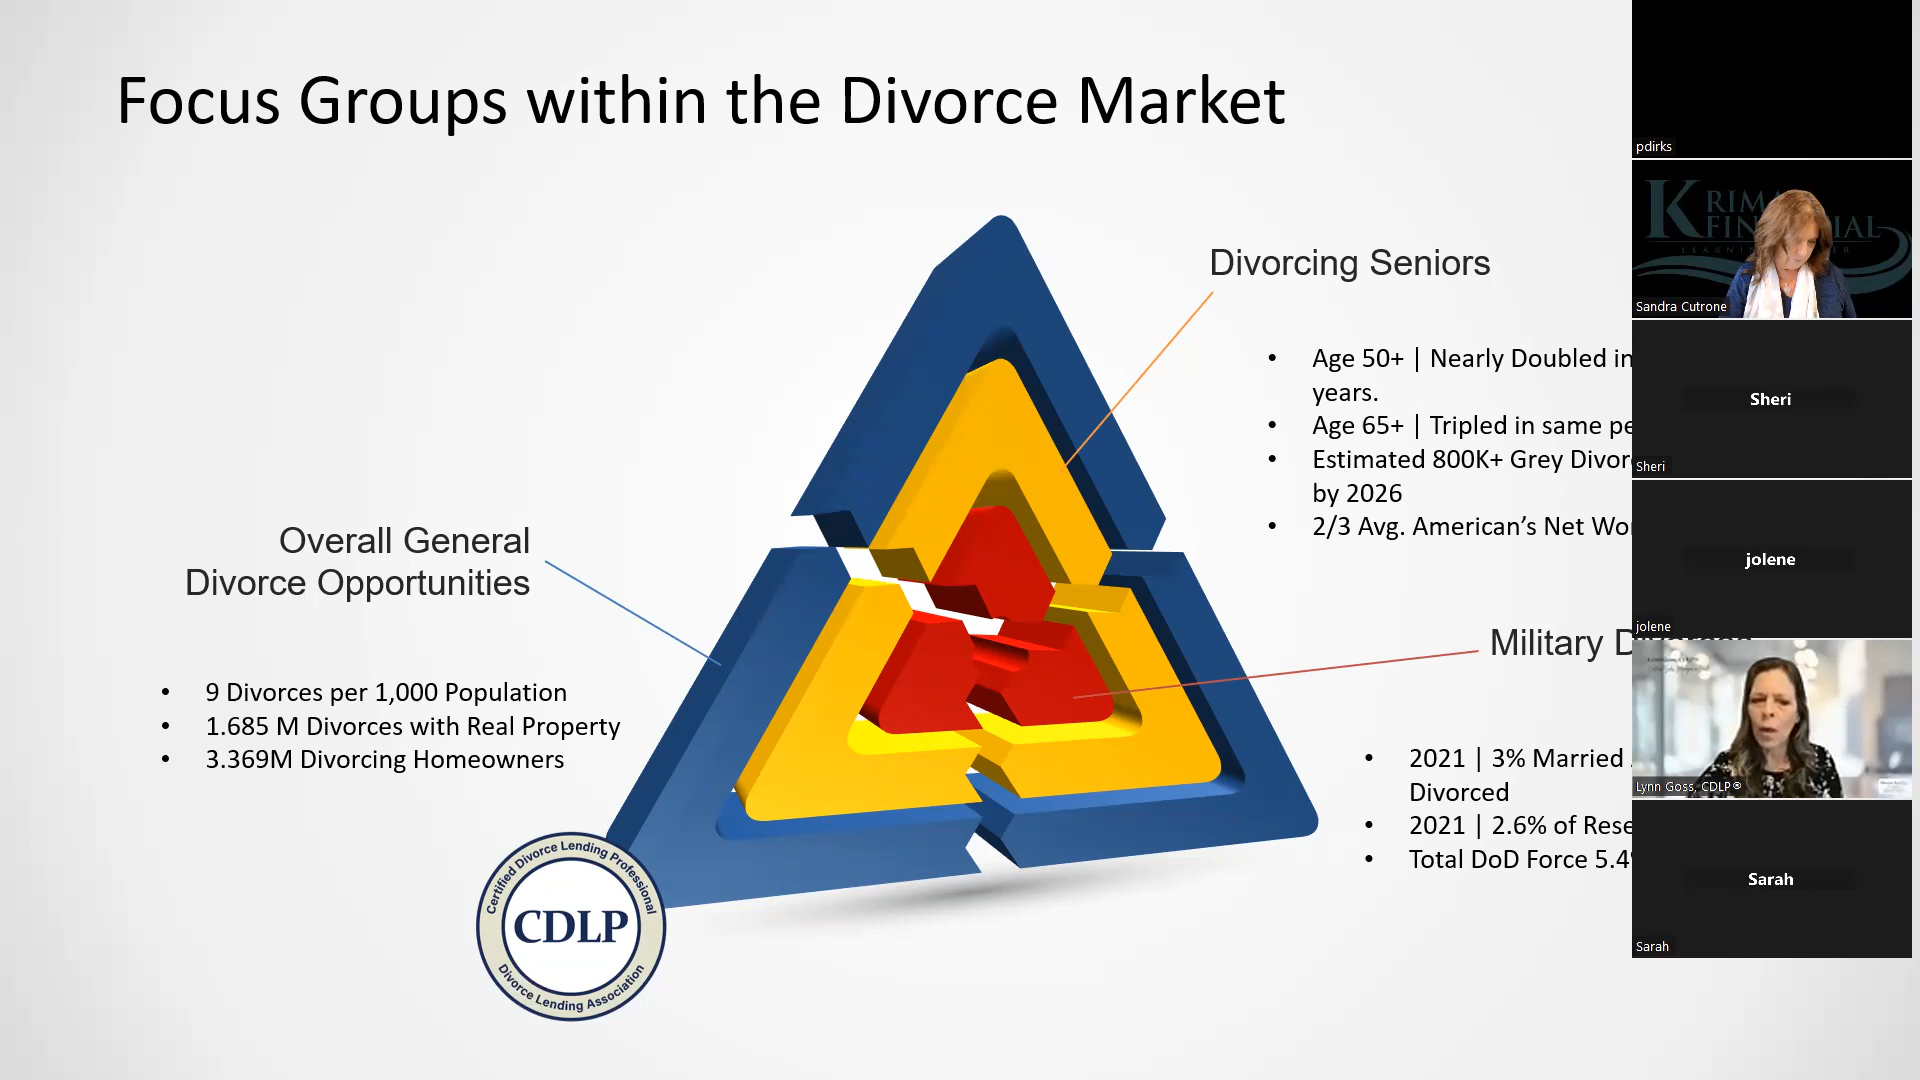 Focus Groups within the Divorce Market
Divorcing Seniors
• Age 50+ | Nearly Doubled in
years.
• Age 65+ | Tripled in same
• Estimated 800K+ Grey
by 2026
• 2/3 Avg. American’s Net
Overall General
Divorce Opportunities
• 9 Divorces per 1,000 Population
• 1.685 M Divorces with Real Property
• 3.369M Divorcing Homeowners
Military
• 2021 | 3% Married
Divorced
• 2021 | 2.6% of
• Total DoD Force
Certified Divorce Lending Professional
CDLP
Divorce Lending Association
pdirks
Sandra Cutrone
Sheri
Sheri
jolene
jolene
Lynn Goss, CDLP®
Sarah
Sarah